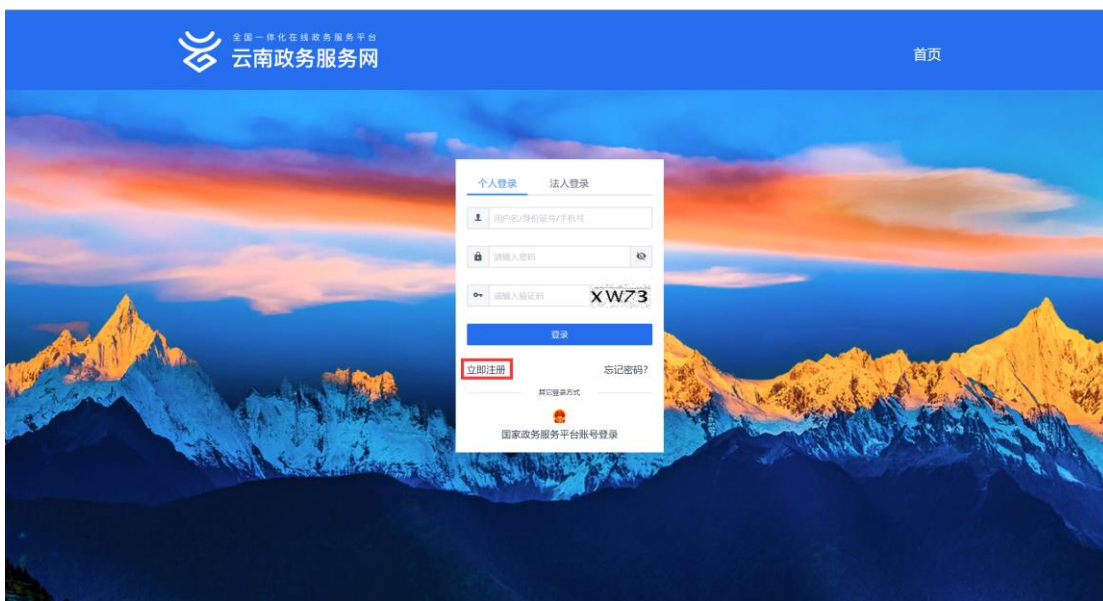 全国一体化在线政务服务平台
云南政务服务网
首页
个人登录 法人登录
用户名/身份证号/手机号
请输入密码
请输入验证码 XW73
登录
立即注册 忘记密码?
其它登录方式
国家政务服务平台账号登录